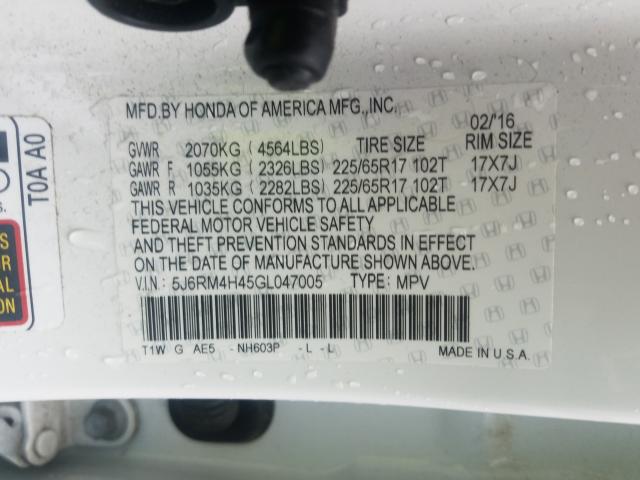 MFD.BY HONDA OF AMERICA MFG., INC.
02/'16
GVWR 2070KG (4564LBS) TIRE SIZE RIM SIZE
GAWR F 1055KG (2326LBS) 225/65R17 102T 17X7J
GAWR R 1035KG (2282LBS) 225/65R17 102T 17X7J
THIS VEHICLE CONFORMS TO ALL APPLICABLE
FEDERAL MOTOR VEHICLE SAFETY
AND THEFT PREVENTION STANDARDS IN EFFECT
ON THE DATE OF MANUFACTURE SHOWN ABOVE.
V.I.N: 5J6RM4H45GL047005 TYPE: MPV
T1W G AE5 -NH603P -L -L
MADE IN U.S.A.
T0A A0